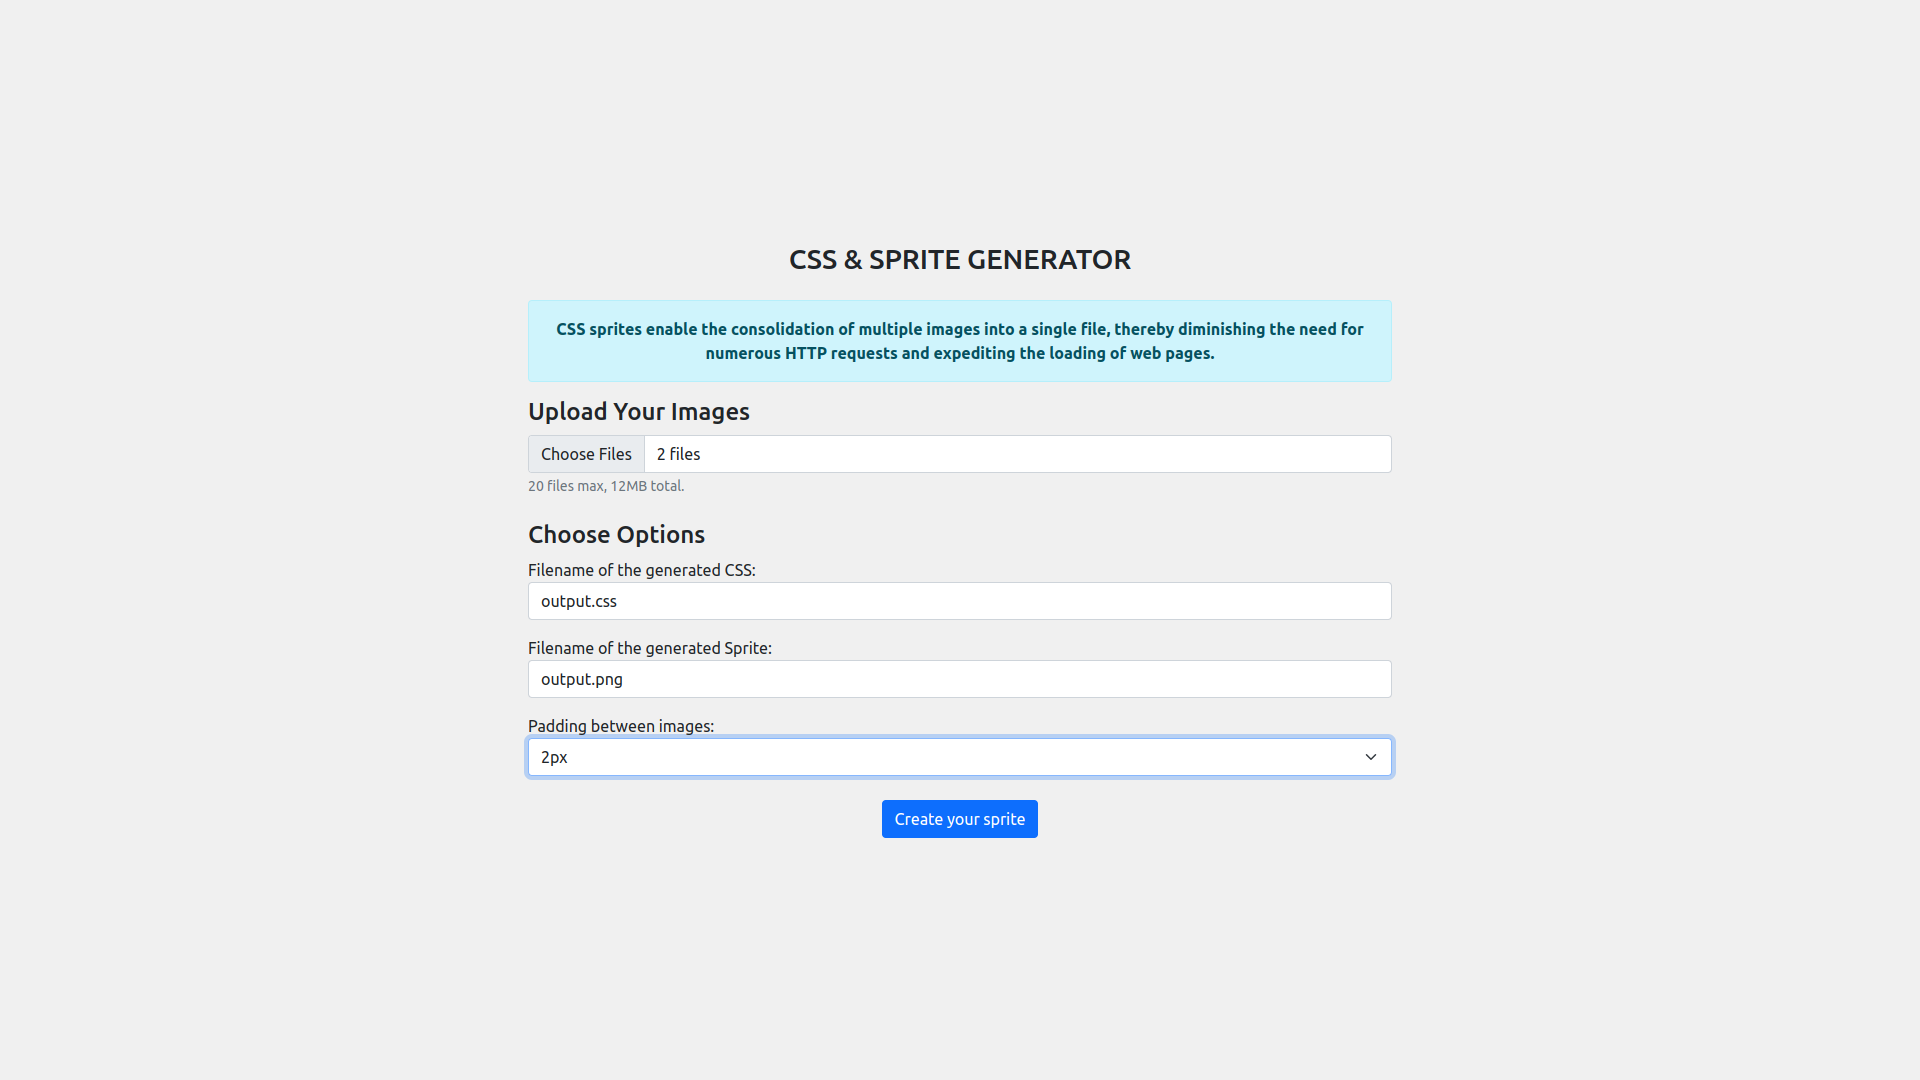 CSS & SPRITE GENERATOR
CSS sprites enable the consolidation of multiple images into a single file, thereby diminishing the need for
numerous HTTP requests and expediting the loading of web pages.
Upload Your Images
Choose Files 2 files
20 files max, 12MB total.
Choose Options
Filename of the generated CSS:
output.css
Filename of the generated Sprite:
output.png
Padding between images:
2px
Create your sprite